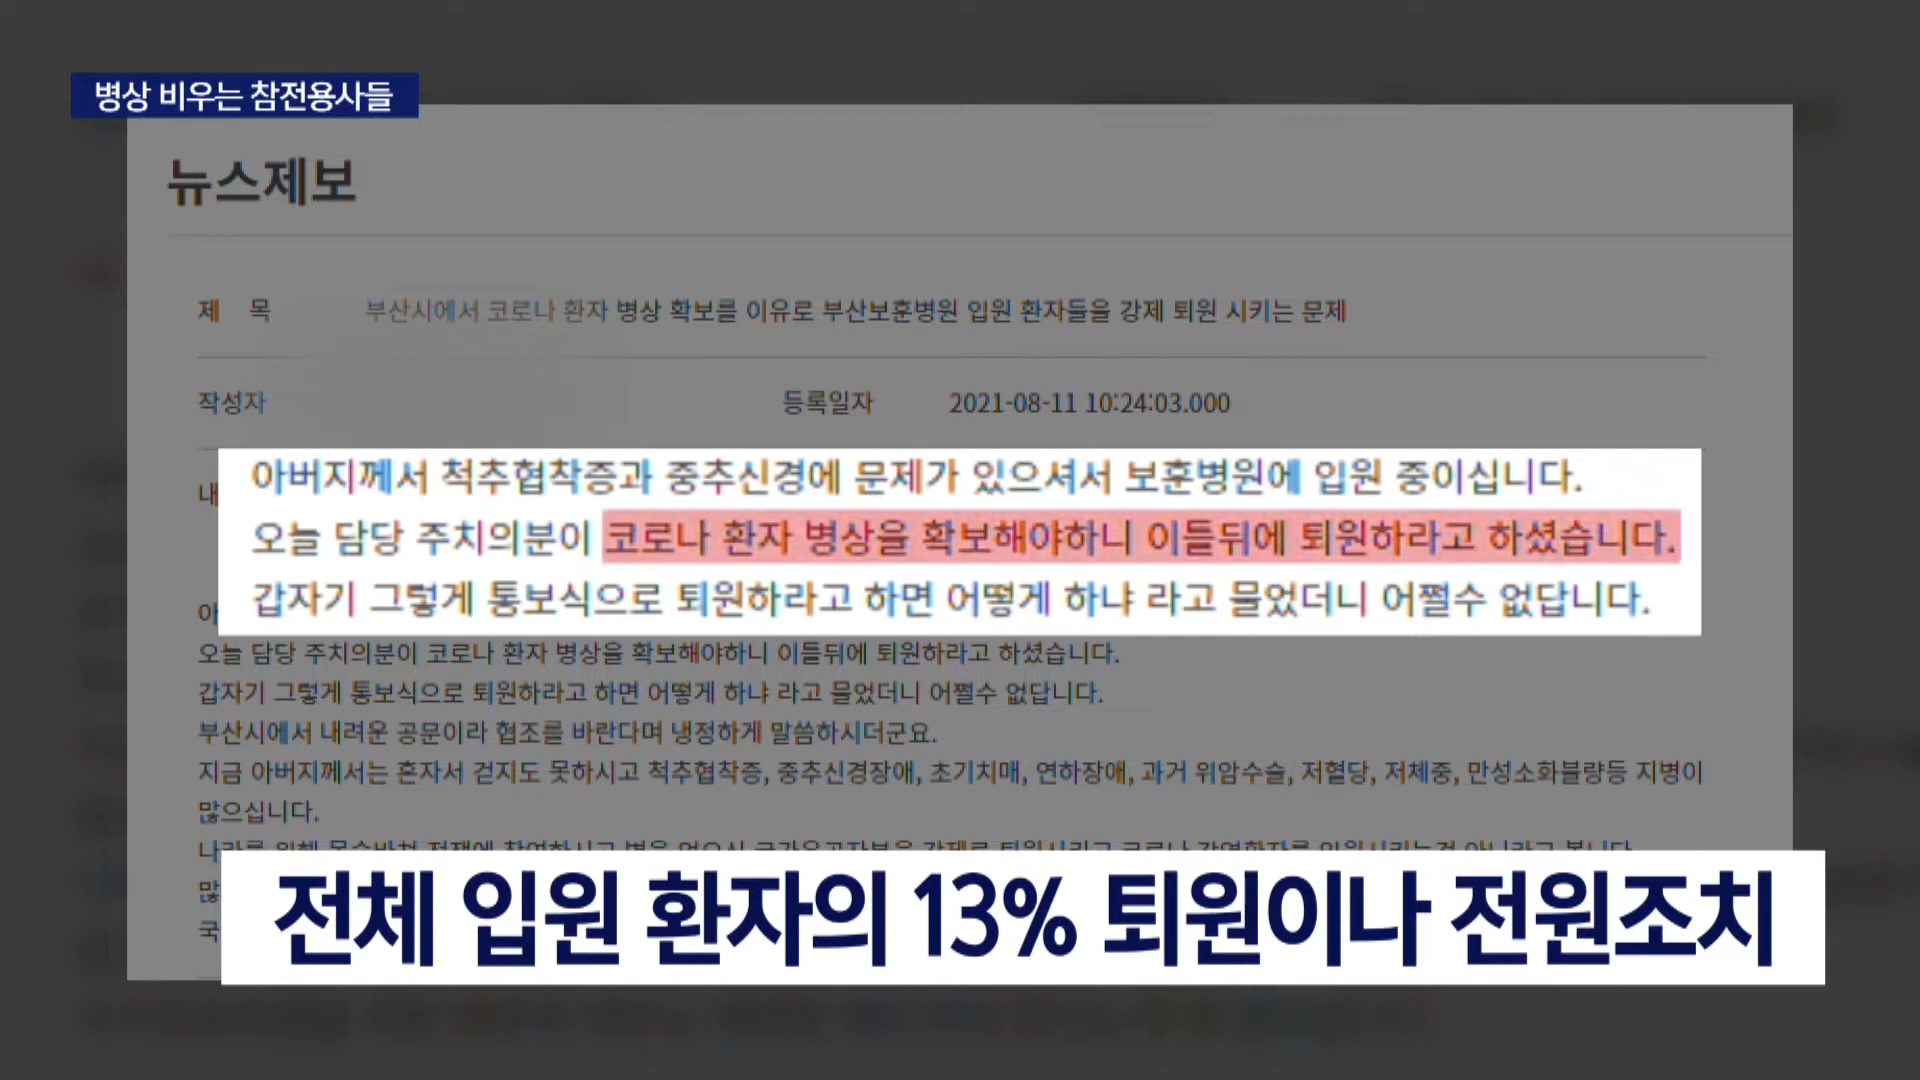 병상 비우는 참전용사들
뉴스제보
제 목 부산시에서 코로나 환자 병상 확보를 이유로 부산보훈병원 입원 환자들을 강제 퇴원 시키는 문제
작성자 등록일자 2021-08-11 10:24:03.000
내
아버지께서 척추협착증과 중추신경에 문제가 있으셔서 보훈병원에 입원 중이십니다.
오늘 담당 주치의분이 코로나 환자 병상을 확보해야하니 이틀뒤에 퇴원하라고 하셨습니다.
갑자기 그렇게 통보식으로 퇴원하라고 하면 어떻게 하냐 라고 물었더니 어쩔수 없답니다.
아
오늘 담당 주치의분이 코로나 환자 병상을 확보해야하니 이틀뒤에 퇴원하라고 하셨습니다.
갑자기 그렇게 통보식으로 퇴원하라고 하면 어떻게 하냐 라고 물었더니 어쩔수 없답니다.
부산시에서 내려온 공문이라 협조를 바란다며 냉정하게 말씀하시더군요.
지금 아버지께서는 혼자서 걷지도 못하시고 척추협착증, 중추신경장애, 초기치매, 연하장애, 과거 위암수술, 저혈당, 저체중, 만성소화불량등 지병이
많으십니다.
많
국
전체 입원 환자의 13% 퇴원이나 전원조치